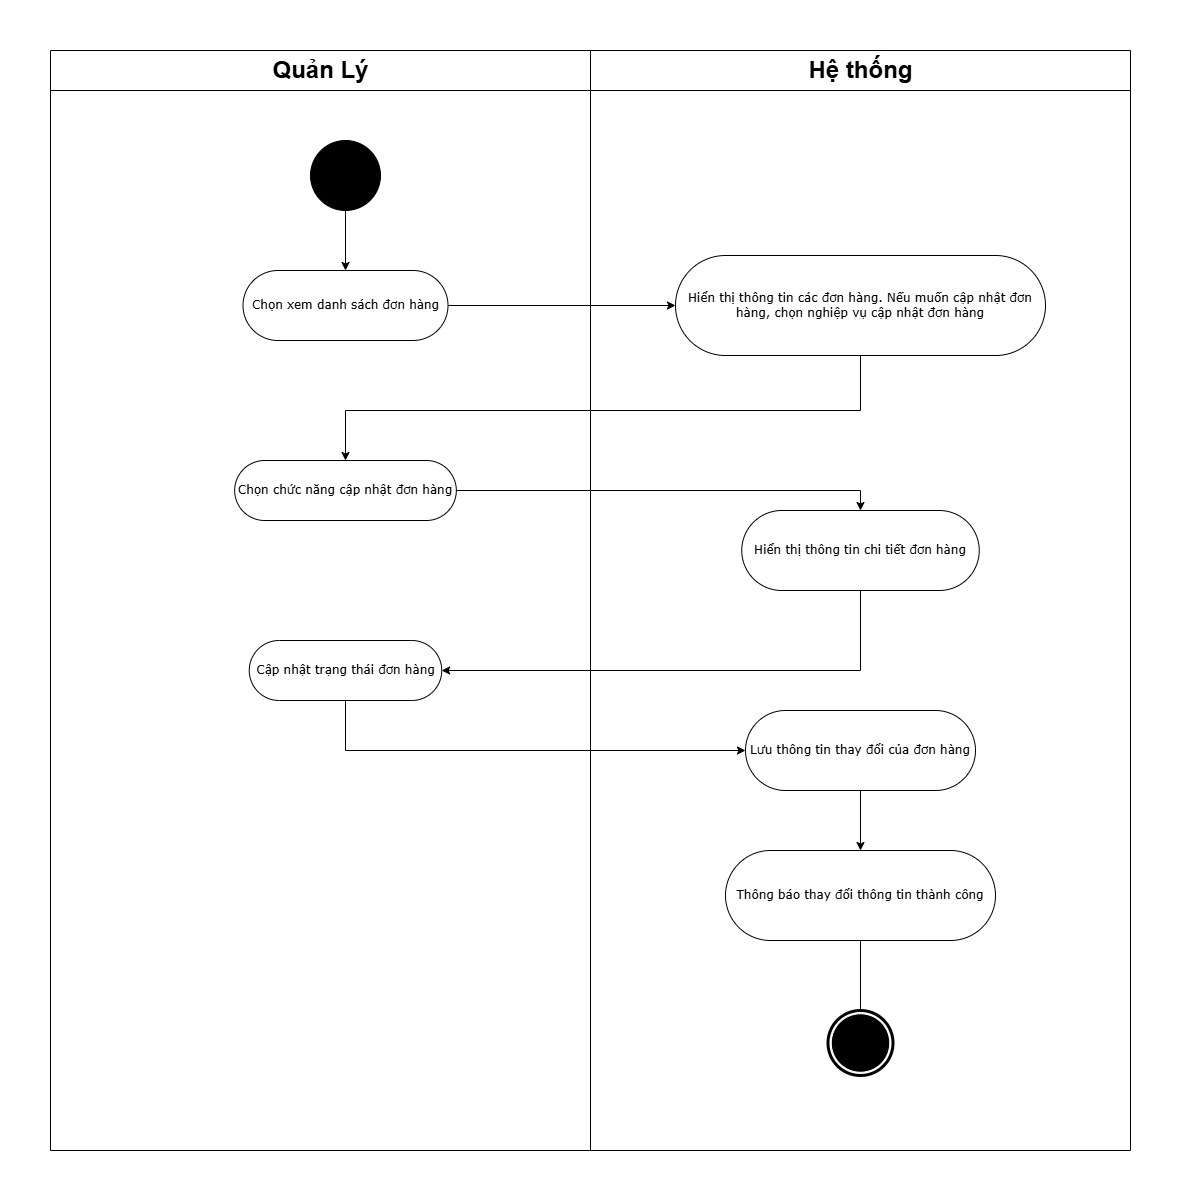 Quản Lý
Hệ thống
Chọn xem danh sách đơn hàng
Hiển thị thông tin các đơn hàng. Nếu muốn cập nhật đơn
hàng, chọn nghiệp vụ cập nhật đơn hàng
Chọn chức năng cập nhật đơn hàng
Hiển thị thông tin chi tiết đơn hàng
Cập nhật trạng thái đơn hàng
Lưu thông tin thay đổi của đơn hàng
Thông báo thay đổi thông tin thành công